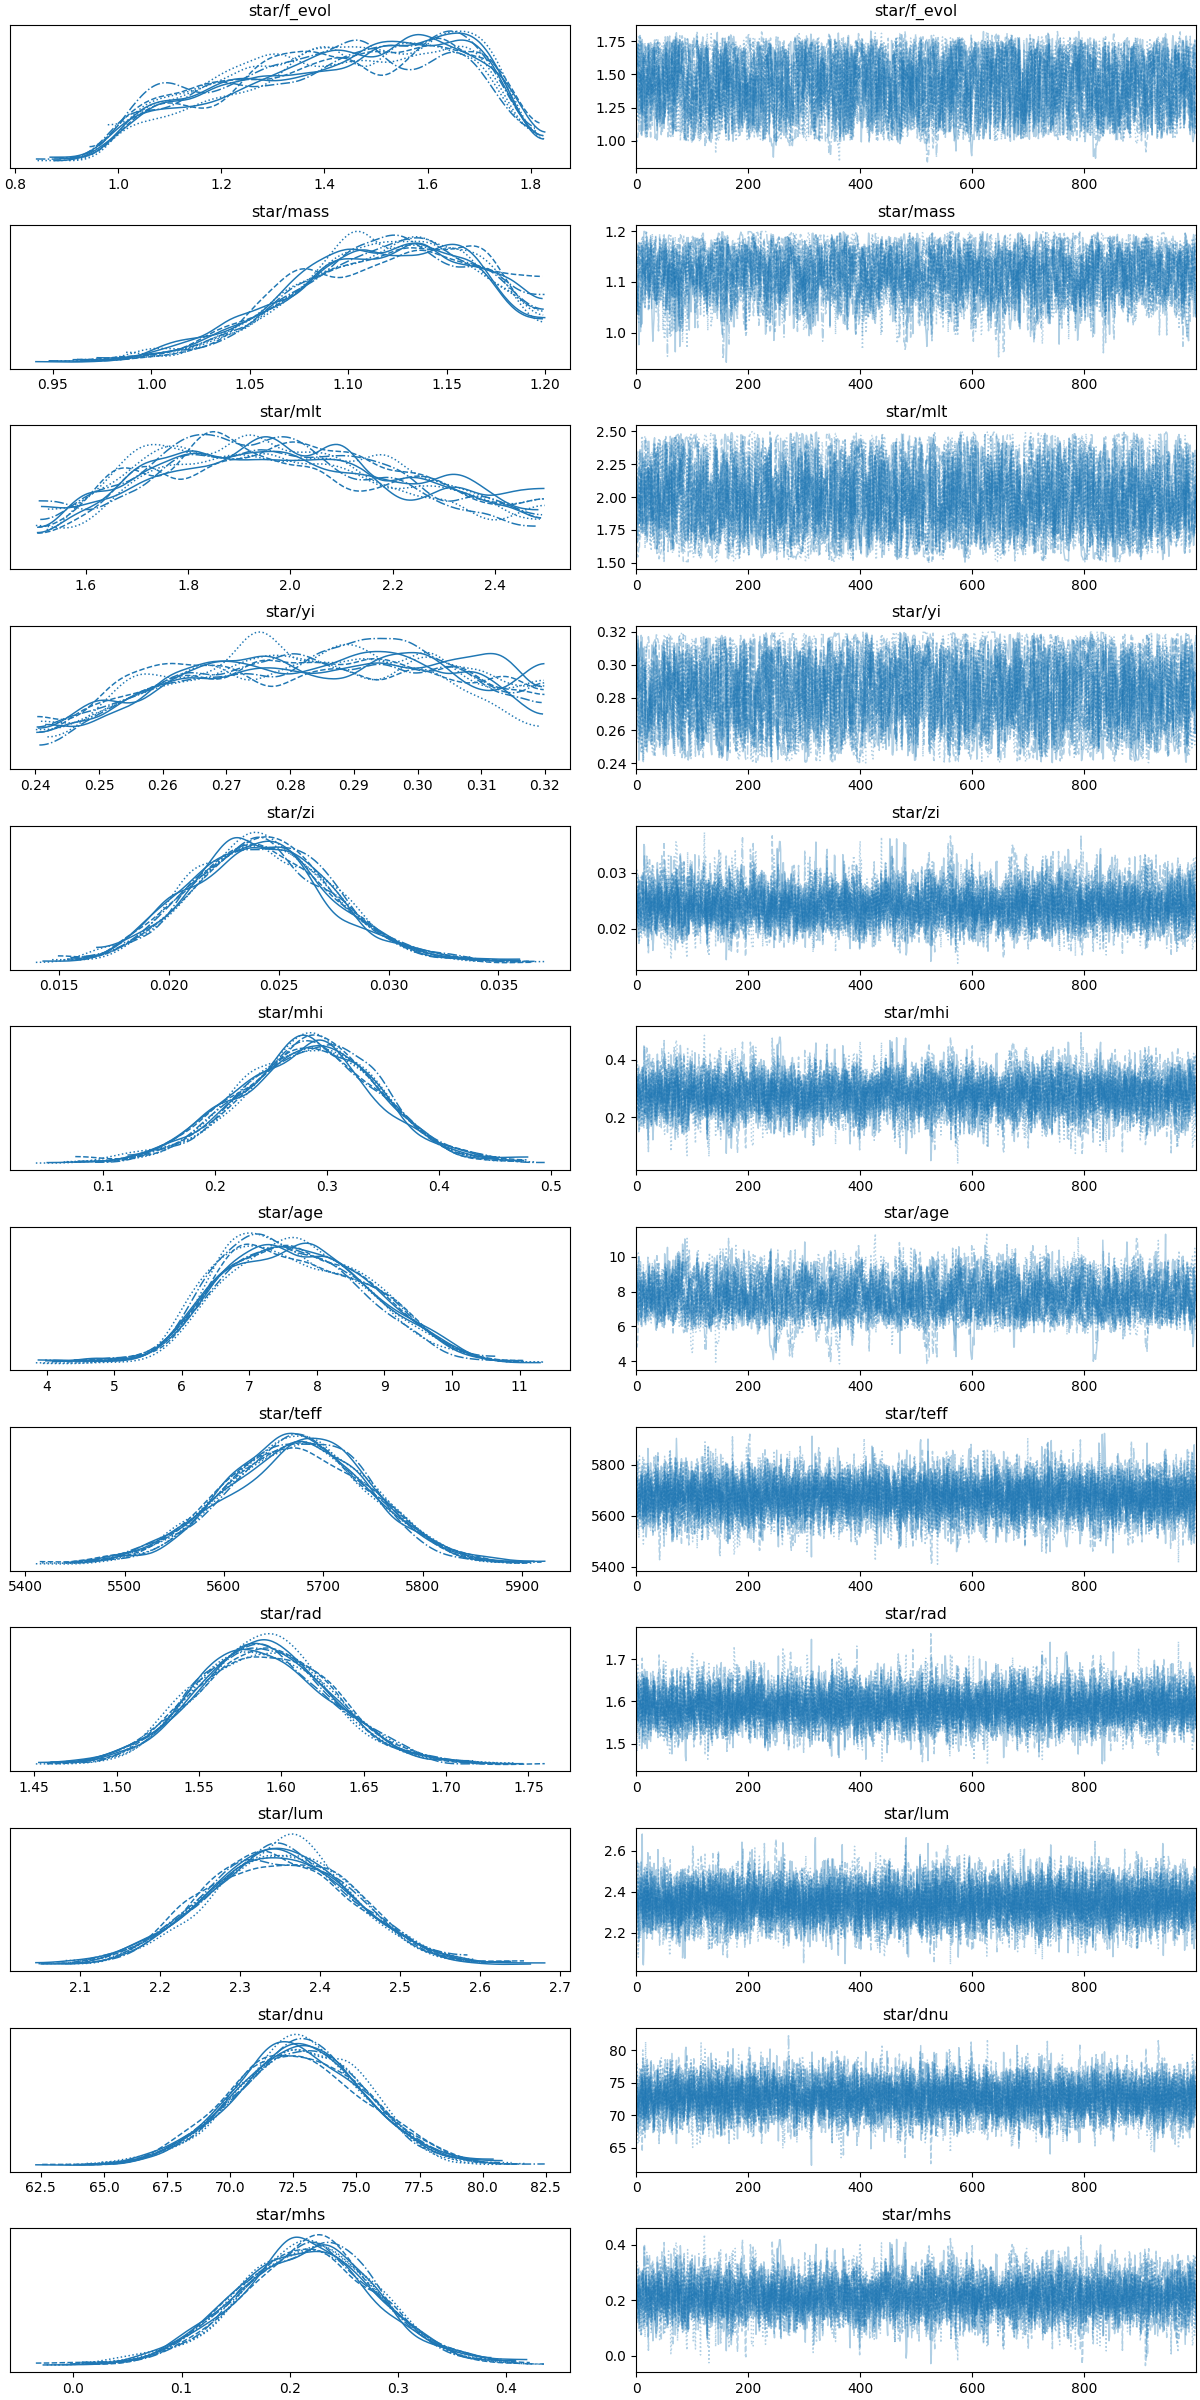 star/f_evol star/f_evol
1.75
1.50
1.25
1.00
0.8 1.0 1.2 1.4 1.6 1.8 0 200 400 600 800
star/mass star/mass
1.2
1.1
1.0
0.95 1.00 1.05 1.10 1.15 1.20 0 200 400 600 800
star/mlt star/mlt
2.50
2.25
2.00
1.75
1.50
1.6 1.8 2.0 2.2 2.4 0 200 400 600 800
star/yi star/yi
0.32
0.30
0.28
0.26
0.24
0.24 0.25 0.26 0.27 0.28 0.29 0.30 0.31 0.32 0 200 400 600 800
star/zi star/zi
0.03
0.02
0.015 0.020 0.025 0.030 0.035 0 200 400 600 800
star/mhi star/mhi
0.4
0.2
0.1 0.2 0.3 0.4 0.5 0 200 400 600 800
star/age star/age
10
8
6
4
4 5 6 7 8 9 10 11 0 200 400 600 800
star/teff star/teff
5800
5600
5400
5400 5500 5600 5700 5800 5900 0 200 400 600 800
star/rad star/rad
1.7
1.6
1.5
1.45 1.50 1.55 1.60 1.65 1.70 1.75 0 200 400 600 800
star/lum star/lum
2.6
2.4
2.2
2.1 2.2 2.3 2.4 2.5 2.6 2.7 0 200 400 600 800
star/dnu star/dnu
80
75
70
65
62.5 65.0 67.5 70.0 72.5 75.0 77.5 80.0 82.5 0 200 400 600 800
star/mhs star/mhs
0.4
0.2
0.0
0.0 0.1 0.2 0.3 0.4 0 200 400 600 800